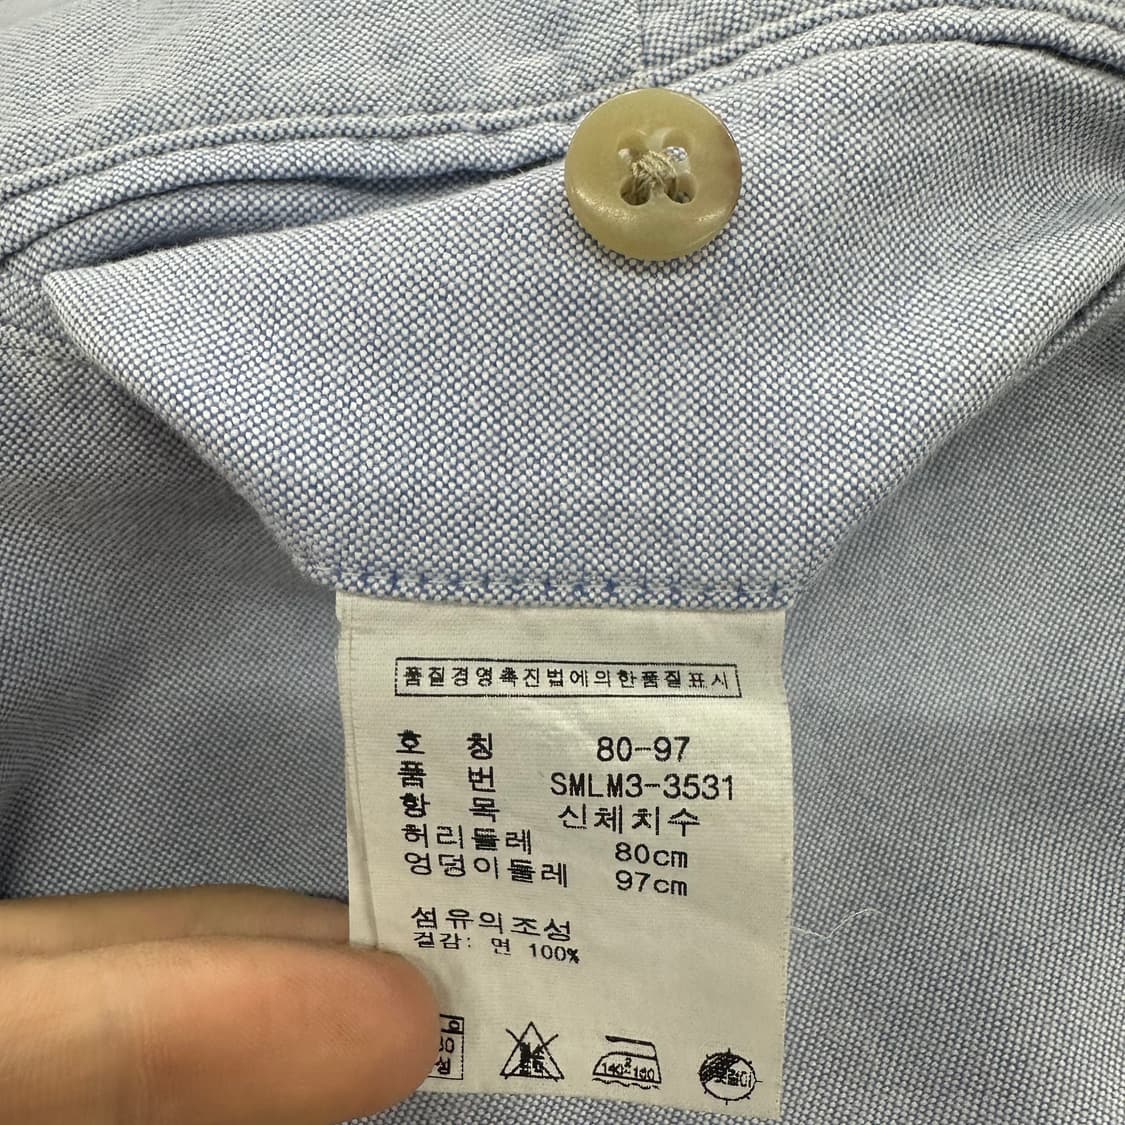 품질경영촉진법에의한품질표시
호 칭 80-97
품 번 SMLM3-3531
항 목 신체치수
허리둘레 80cm
엉덩이둘레 97cm
섬유의조성
겉감: 면 100%
140~160